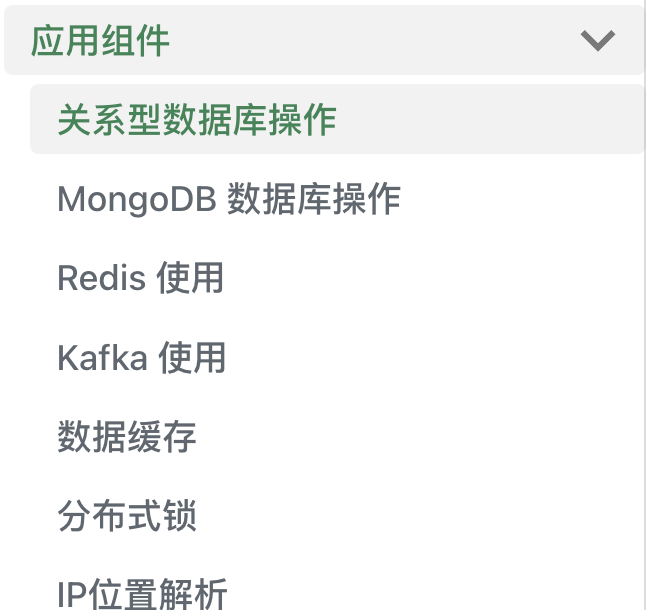 应用组件
关系型数据库操作
MongoDB 数据库操作
Redis 使用
Kafka 使用
数据缓存
分布式锁
IP位置解析